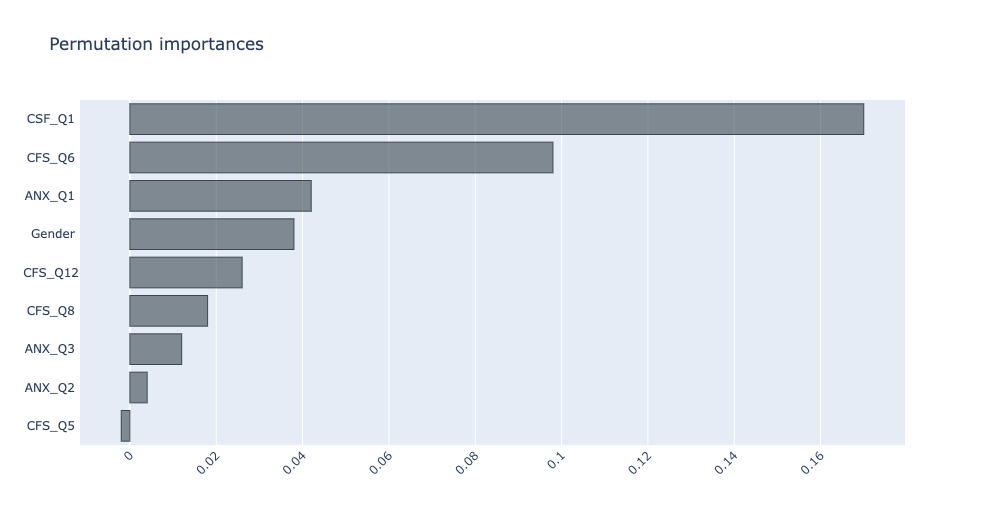 Permutation importances
CSF_Q1
CFS_Q6
ANX_Q1
Gender
CFS_Q12
CFS_Q8
ANX_Q3
ANX_Q2
CFS_Q5
0 0.02 0.04 0.06 0.08 0.1 0.12 0.14 0.16